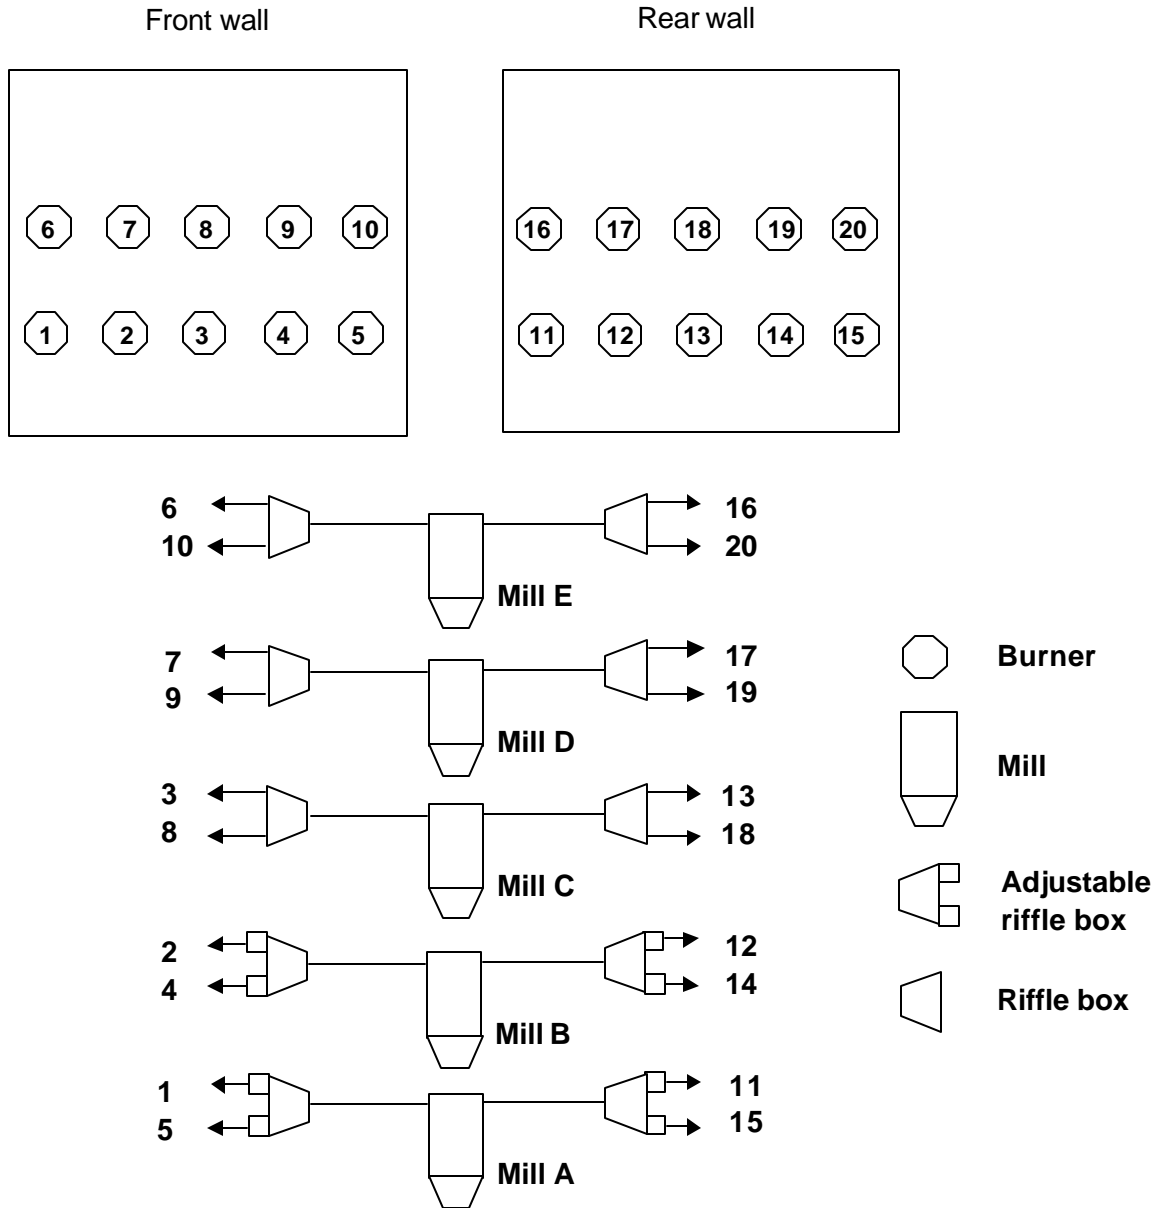 Front wall
Rear wall
6 7 8 9 10
16 17 18 19 20
1 2 3 4 5
11 12 13 14 15
6
10
16
20
Mill E
7
9
17
19
Mill D
3
8
13
18
Mill C
2
4
12
14
Mill B
1
5
11
15
Mill A
Burner
Mill
Adjustable
riffle box
Riffle box